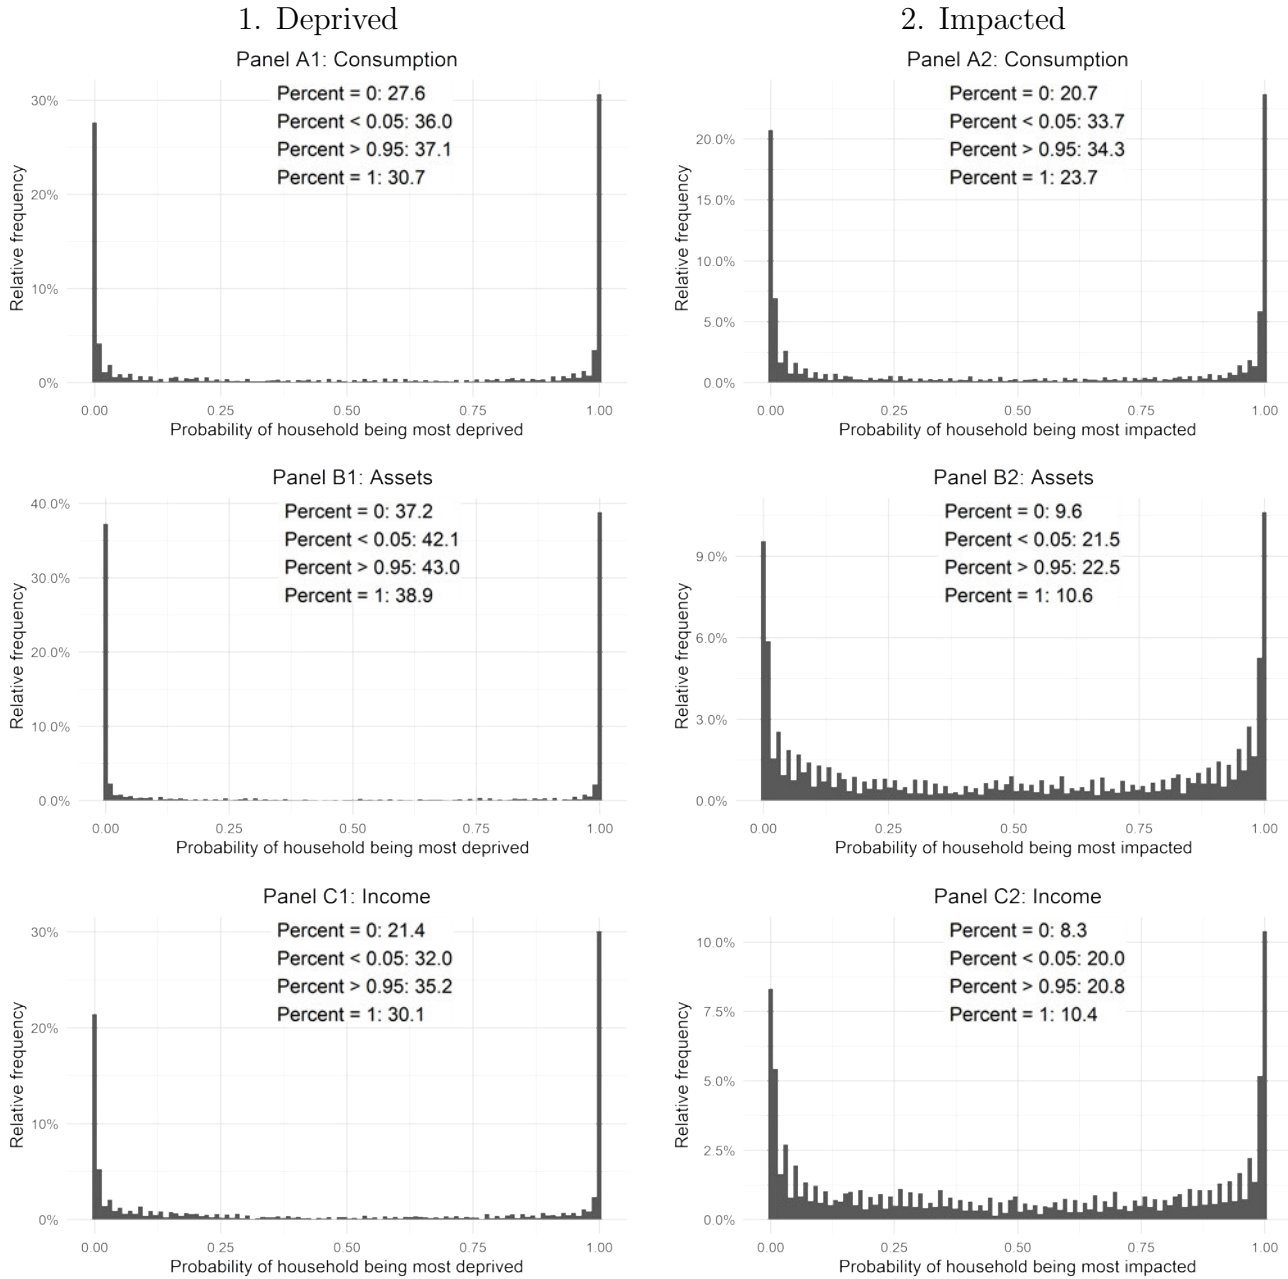 1. Deprived
2. Impacted
Panel A1: Consumption
Percent = 0: 27.6
Percent < 0.05: 36.0
Percent > 0.95: 37.1
Percent = 1: 30.7
Relative frequency
30%
20%
10%
0%
0.00 0.25 0.50 0.75 1.00
Probability of household being most deprived
Panel A2: Consumption
Percent = 0: 20.7
Percent < 0.05: 33.7
Percent > 0.95: 34.3
Percent = 1: 23.7
Relative frequency
20.0%
15.0%
10.0%
5.0%
0.0%
0.00 0.25 0.50 0.75 1.00
Probability of household being most impacted
Panel B1: Assets
Percent = 0: 37.2
Percent < 0.05: 42.1
Percent > 0.95: 43.0
Percent = 1: 38.9
Relative frequency
40.0%
30.0%
20.0%
10.0%
0.0%
0.00 0.25 0.50 0.75 1.00
Probability of household being most deprived
Panel B2: Assets
Percent = 0: 9.6
Percent < 0.05: 21.5
Percent > 0.95: 22.5
Percent = 1: 10.6
Relative frequency
9.0%
6.0%
3.0%
0.0%
0.00 0.25 0.50 0.75 1.00
Probability of household being most impacted
Panel C1: Income
Percent = 0: 21.4
Percent < 0.05: 32.0
Percent > 0.95: 35.2
Percent = 1: 30.1
Relative frequency
30%
20%
10%
0%
0.00 0.25 0.50 0.75 1.00
Probability of household being most deprived
Panel C2: Income
Percent = 0: 8.3
Percent < 0.05: 20.0
Percent > 0.95: 20.8
Percent = 1: 10.4
Relative frequency
10.0%
7.5%
5.0%
2.5%
0.0%
0.00 0.25 0.50 0.75 1.00
Probability of household being most impacted